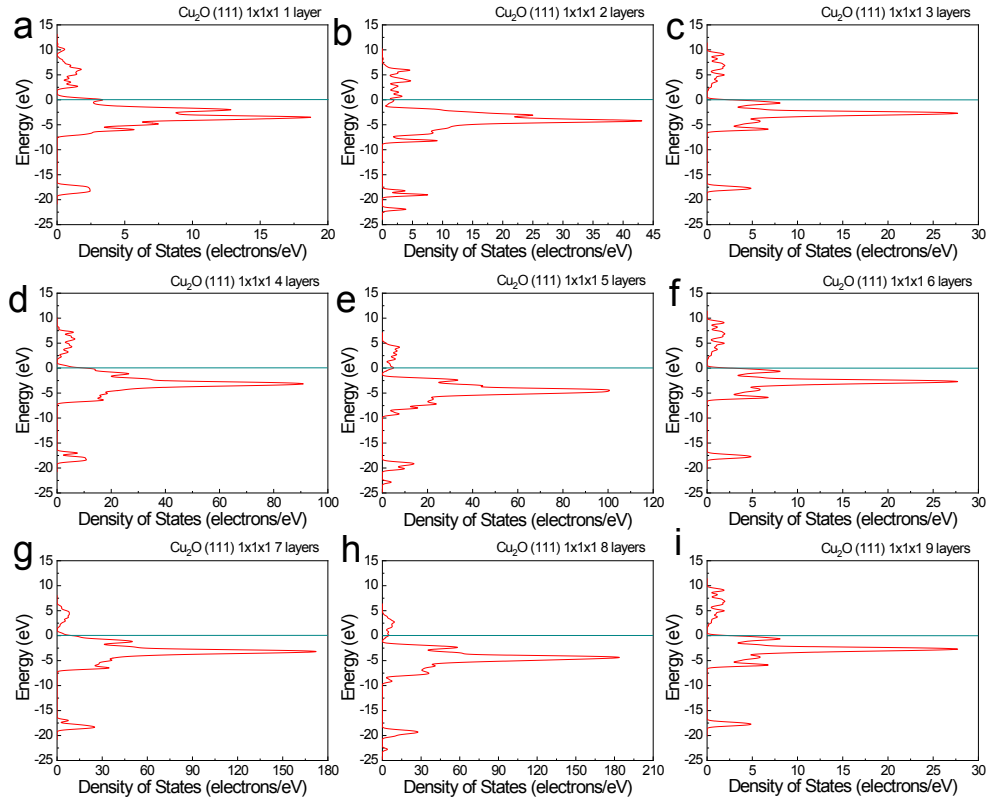 a
Cu₂O (111) 1x1x1 1 layer
15
10
5
0
-5
-10
-15
-20
-25
Energy (eV)
0 5 10 15 20
Density of States (electrons/eV)
b
Cu₂O (111) 1x1x1 2 layers
15
10
5
0
-5
-10
-15
-20
-25
Energy (eV)
0 5 10 15 20 25 30 35 40 45
Density of States (electrons/eV)
c
Cu₂O (111) 1x1x1 3 layers
15
10
5
0
-5
-10
-15
-20
-25
Energy (eV)
0 5 10 15 20 25 30
Density of States (electrons/eV)
d
Cu₂O (111) 1x1x1 4 layers
15
10
5
0
-5
-10
-15
-20
-25
Energy (eV)
0 20 40 60 80 100
Density of States (electrons/eV)
e
Cu₂O (111) 1x1x1 5 layers
15
10
5
0
-5
-10
-15
-20
-25
Energy (eV)
0 20 40 60 80 100 120
Density of States (electrons/eV)
f
Cu₂O (111) 1x1x1 6 layers
15
10
5
0
-5
-10
-15
-20
-25
Energy (eV)
0 5 10 15 20 25 30
Density of States (electrons/eV)
g
Cu₂O (111) 1x1x1 7 layers
15
10
5
0
-5
-10
-15
-20
-25
Energy (eV)
0 30 60 90 120 150 180
Density of States (electrons/eV)
h
Cu₂O (111) 1x1x1 8 layers
15
10
5
0
-5
-10
-15
-20
-25
Energy (eV)
0 30 60 90 120 150 180 210
Density of States (electrons/eV)
i
Cu₂O (111) 1x1x1 9 layers
15
10
5
0
-5
-10
-15
-20
-25
Energy (eV)
0 5 10 15 20 25 30
Density of States (electrons/eV)